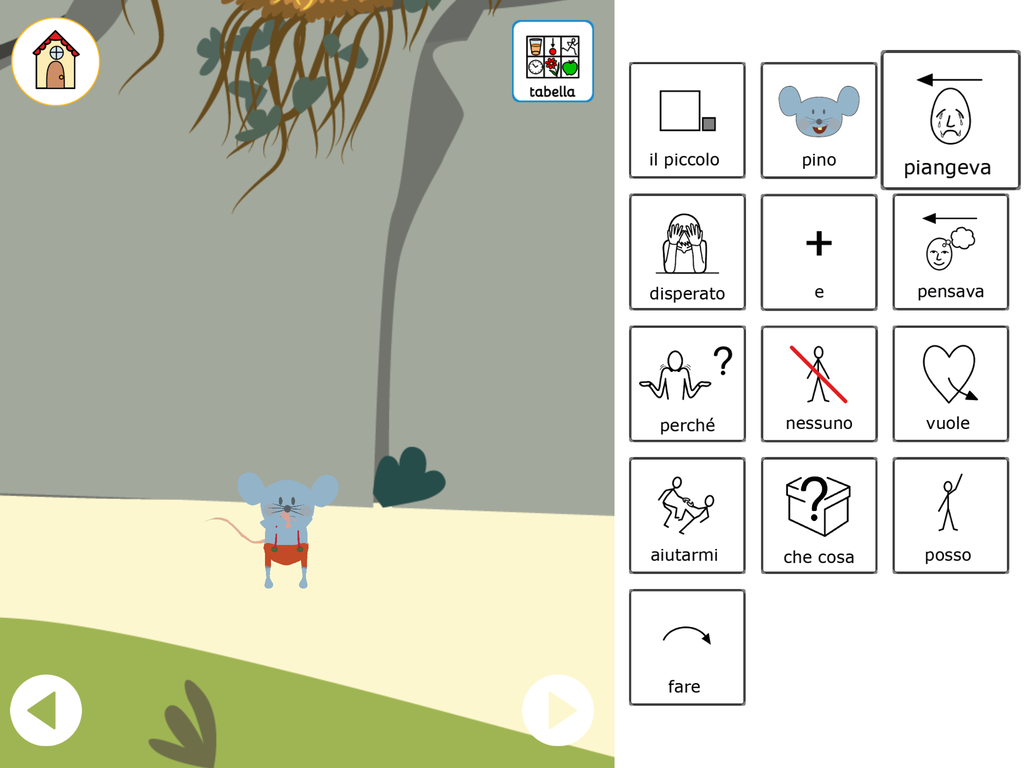 tabella
il piccolo
pino
piangeva
disperato
e
pensava
perché
nessuno
vuole
aiutarmi
che cosa
posso
fare